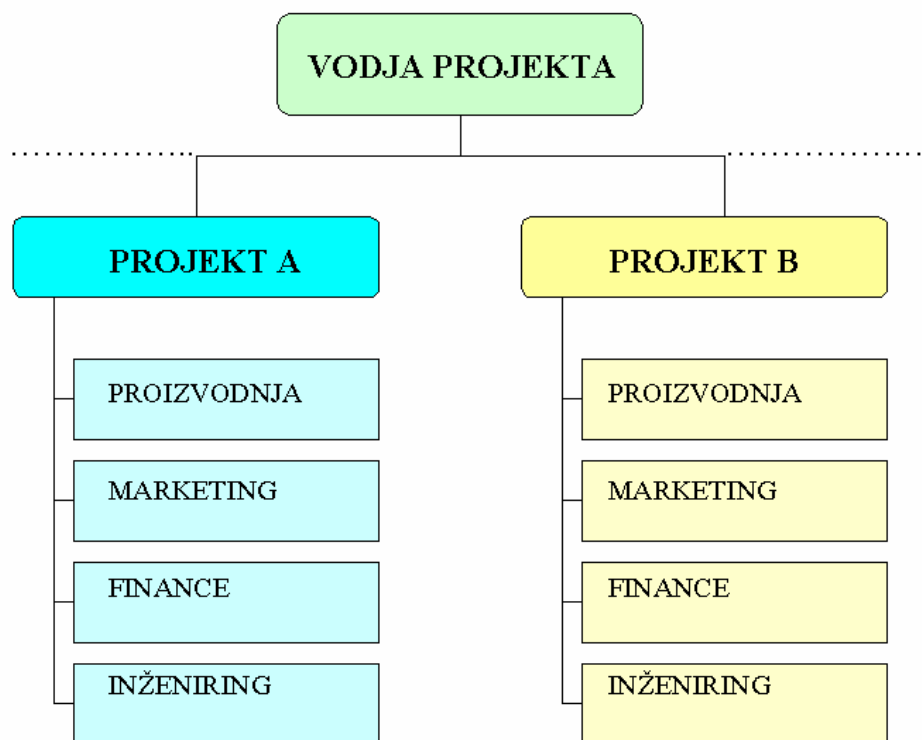 VODJA PROJEKTA
PROJEKT A
PROIZVODNJA
MARKETING
FINANCE
INŽENIRING
PROJEKT B
PROIZVODNJA
MARKETING
FINANCE
INŽENIRING